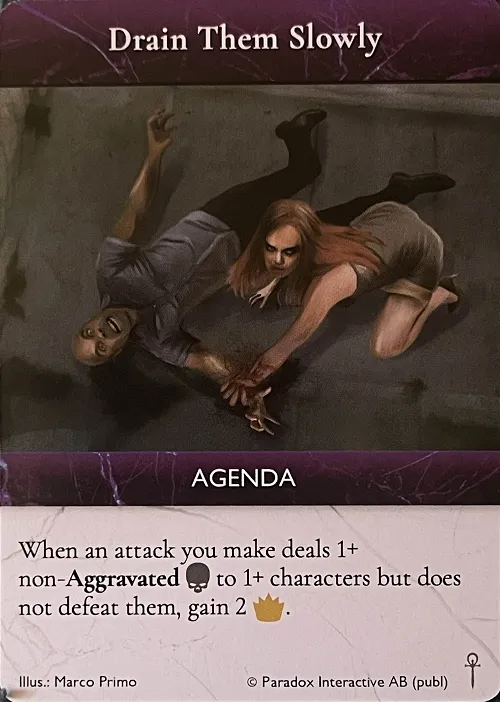 Drain Them Slowly
AGENDA
When an attack you make deals 1+
non-Aggravated to 1+ characters but does
not defeat them, gain 2 .
Illus.: Marco Primo © Paradox Interactive AB (publ)